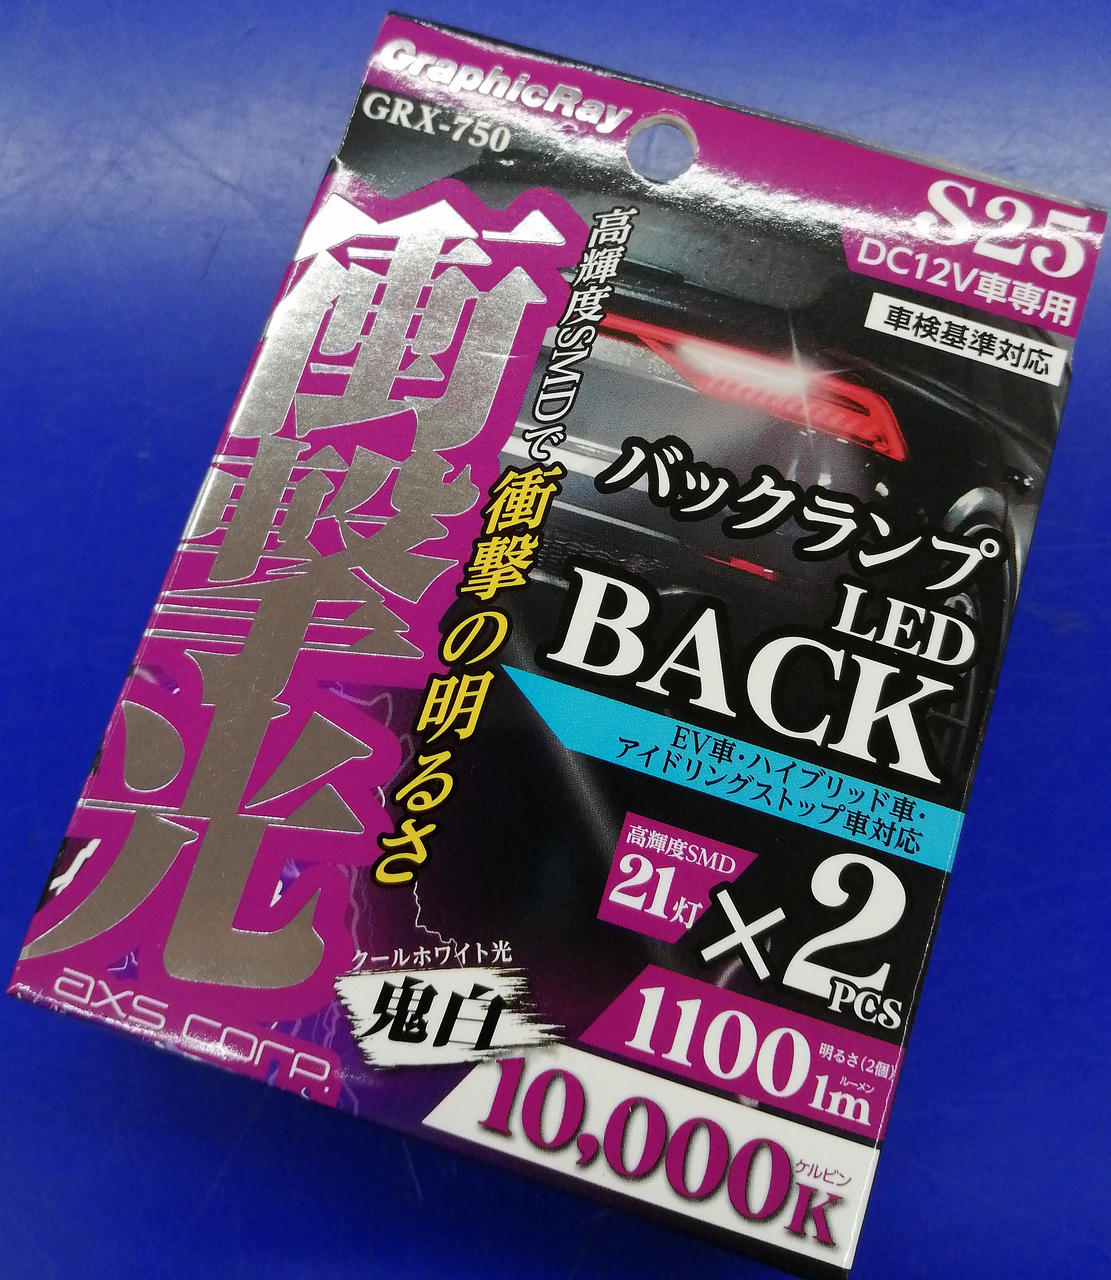 GraphicRay
GRX-750
S25
DC12V車専用
車検基準対応
衝撃光
高輝度SMDで衝撃の明るさ
バックランプ
LED
BACK
EV車・ハイブリッド車・
アイドリングストップ車対応
高輝度SMD
21灯
×2
PCS
クールホワイト光
鬼白
1100
明るさ(2個)
ルーメン
lm
10,000
ケルビン
K
axs corp.